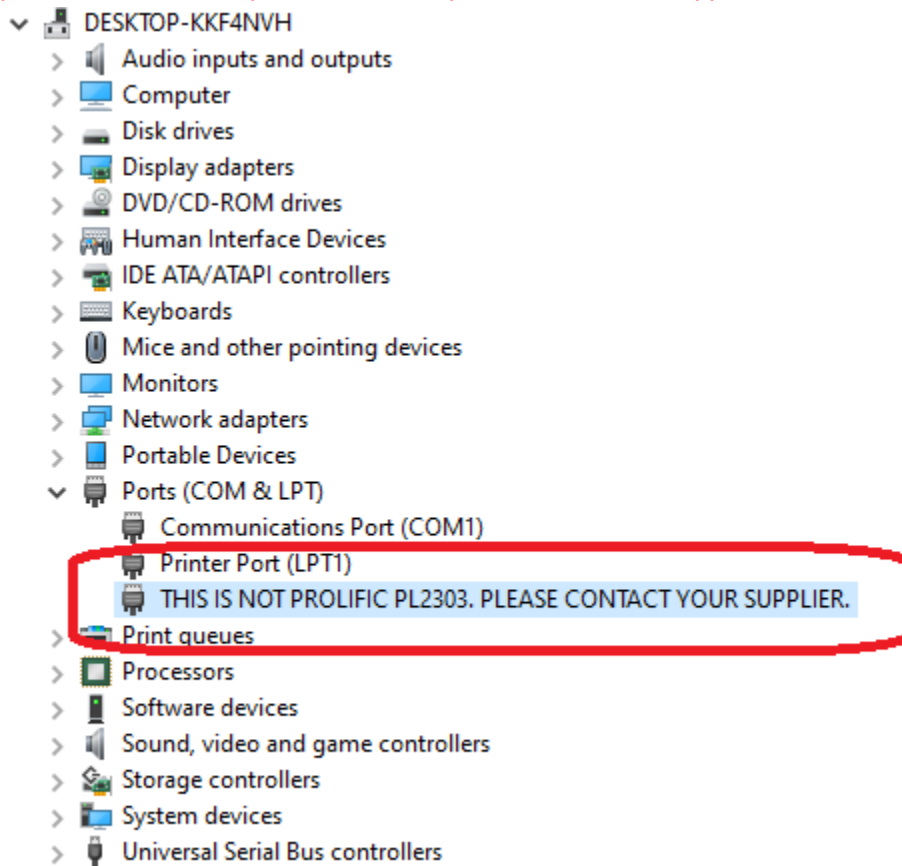 DESKTOP-KKF4NVH
Audio inputs and outputs
Computer
Disk drives
Display adapters
DVD/CD-ROM drives
Human Interface Devices
IDE ATA/ATAPI controllers
Keyboards
Mice and other pointing devices
Monitors
Network adapters
Portable Devices
Ports (COM & LPT)
Communications Port (COM1)
Printer Port (LPT1)
THIS IS NOT PROLIFIC PL2303. PLEASE CONTACT YOUR SUPPLIER.
Print queues
Processors
Software devices
Sound, video and game controllers
Storage controllers
System devices
Universal Serial Bus controllers